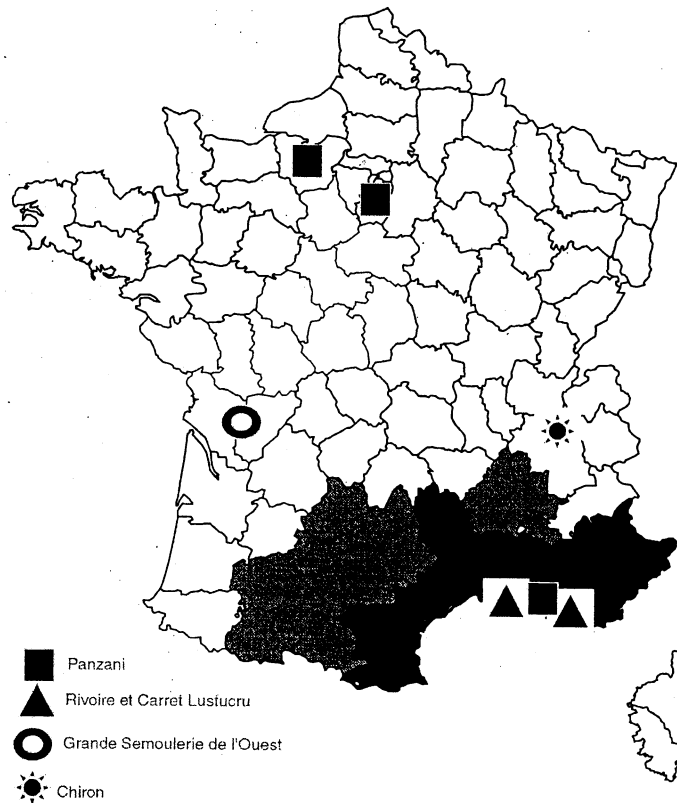 Panzani
Rivoire et Carret Lustucru
Grande Semoulerie de l'Ouest
Chiron